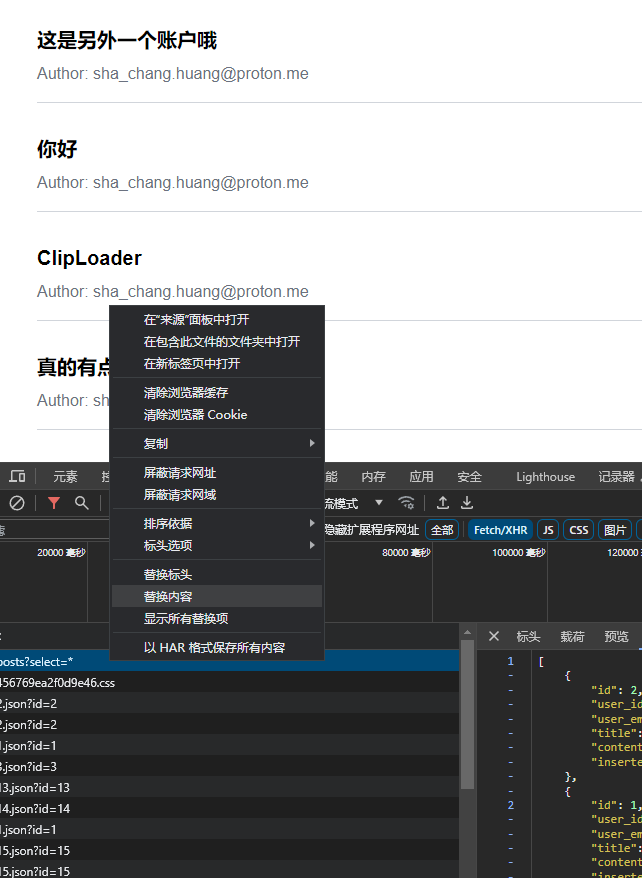 这是另外一个账户哦
Author: sha_chang.huang@proton.me
你好
Author: sha_chang.huang@proton.me
ClipLoader
Author: sha_chang.huang@proton.me
真的有点
Author: sh
在“来源”面板中打开
在包含此文件的文件夹中打开
在新标签页中打开
清除浏览器缓存
清除浏览器 Cookie
复制
屏蔽请求网址
屏蔽请求网域
排序依据
标头选项
替换标头
替换内容
显示所有替换项
以 HAR 格式保存所有内容
元素 能 内存 应用 安全 Lighthouse 记录器
流模式
隐藏扩展程序网址 全部 Fetch/XHR JS CSS 图片
20000 毫秒 80000 毫秒 100000 毫秒 120000
标头 载荷 预览
posts?select=*
456769ea2f0d9e46.css
2.json?id=2
2.json?id=2
1.json?id=1
3.json?id=3
13.json?id=13
14.json?id=14
1.json?id=1
15.json?id=15
15.json?id=15
1 [
- {
- "id": 2,
- "user_id
- "user_em
- "title":
- "content
- "inserte
- },
- {
2 "id": 1,
- "user_id
- "user_em
- "title":
- "content
- "inserte